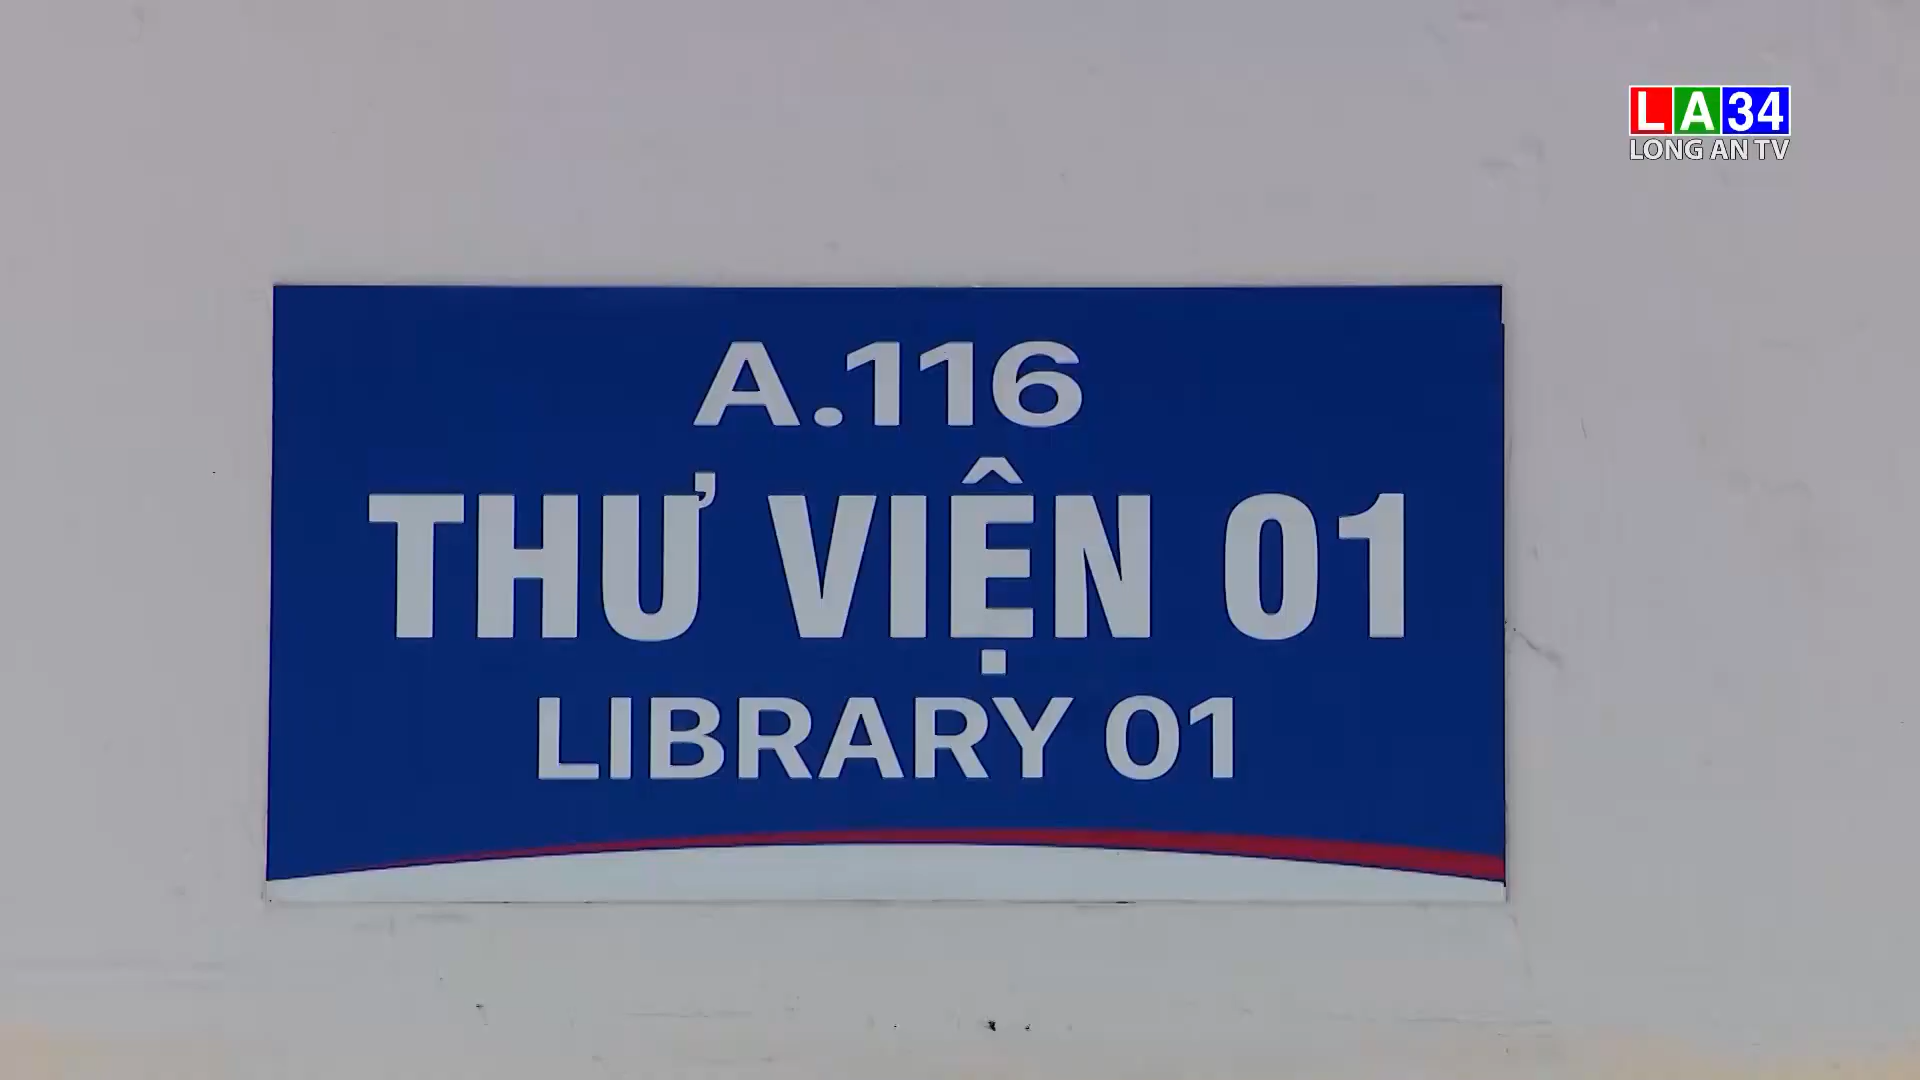 LA34
LONG AN TV
A.116
THƯ VIỆN 01
LIBRARY 01